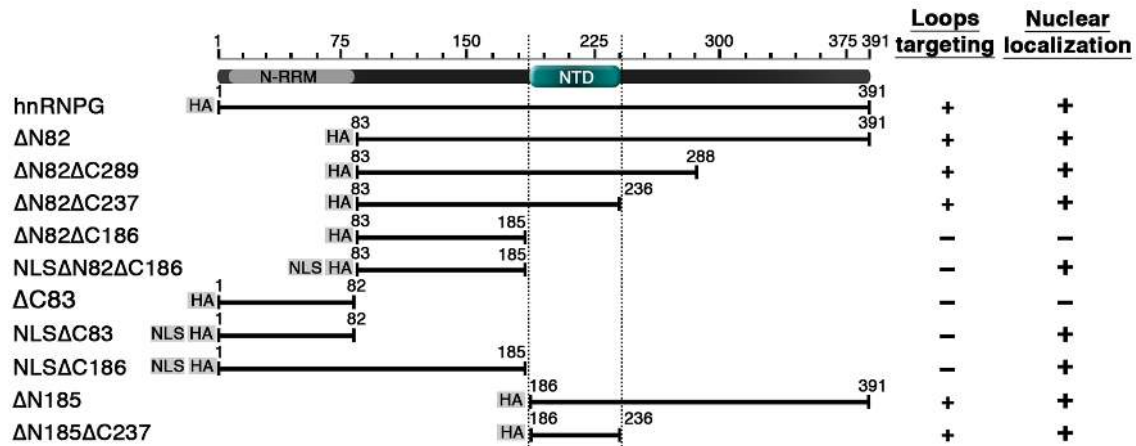 Loops targeting
Nuclear localization
1 75 150 225 300 375 391
N-RRM NTD
hnRNPG HA 1 391 + +
ΔN82 HA 83 391 + +
ΔN82ΔC289 HA 83 288 + +
ΔN82ΔC237 HA 83 236 + +
ΔN82ΔC186 HA 83 185 − −
NLSΔN82ΔC186 NLS HA 83 185 − +
ΔC83 HA 1 82 − −
NLSΔC83 NLS HA 1 82 − +
NLSΔC186 NLS HA 1 185 − +
ΔN185 HA 186 391 + +
ΔN185ΔC237 HA 186 236 + +